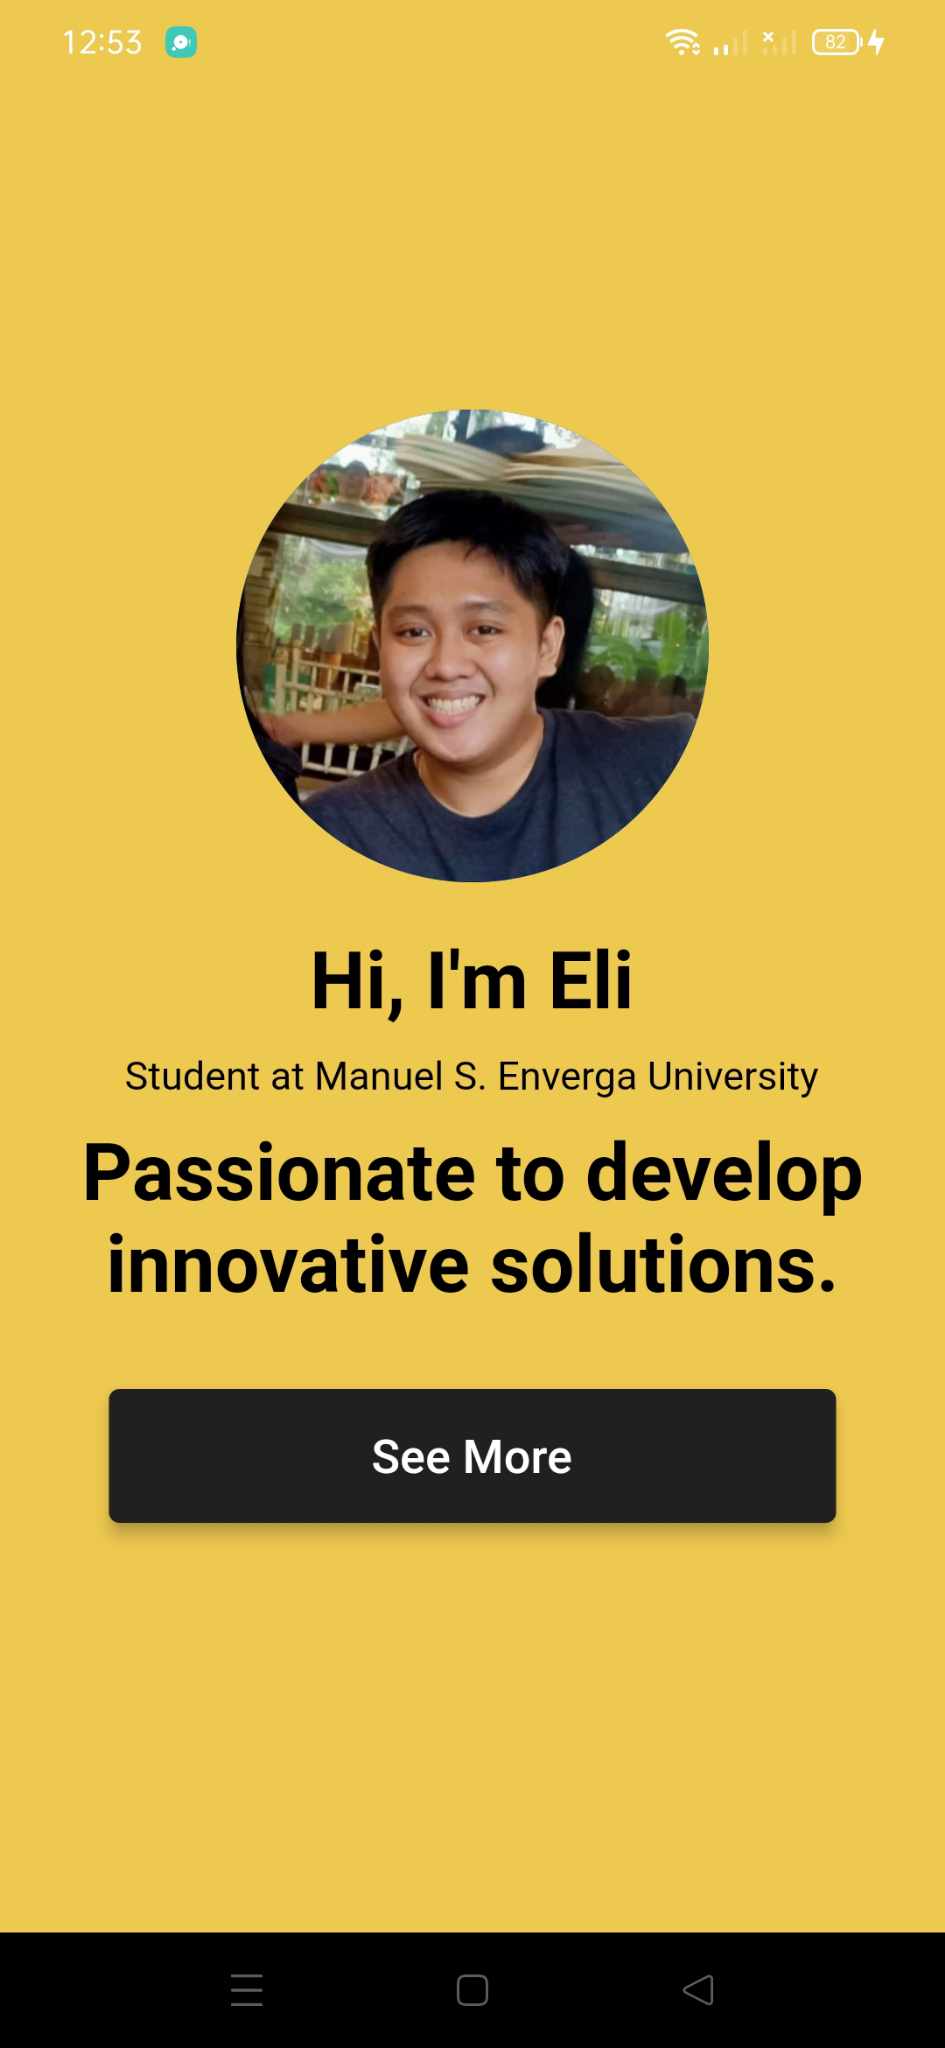 12:53
82
Hi, I'm Eli
Student at Manuel S. Enverga University
Passionate to develop
innovative solutions.
See More